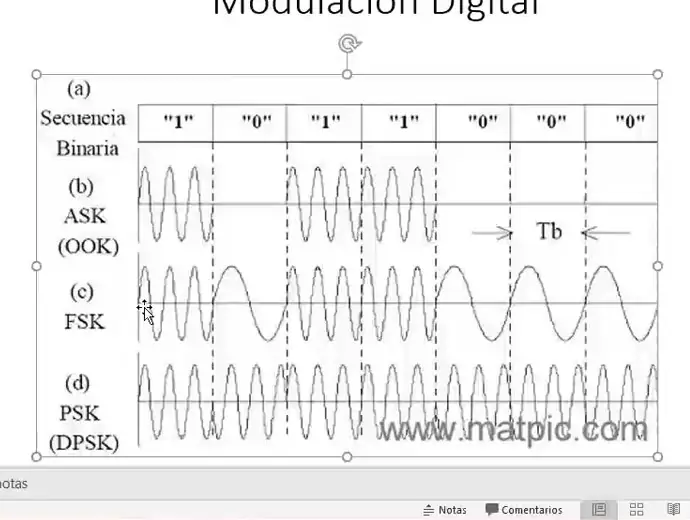 Modulación Digital
(a)
Secuencia
Binaria
"1" "0" "1" "1" "0" "0" "0"
(b)
ASK
(OOK)
Tb
(c)
FSK
(d)
PSK
(DPSK)
www.matpic.com
notas
Notas Comentarios